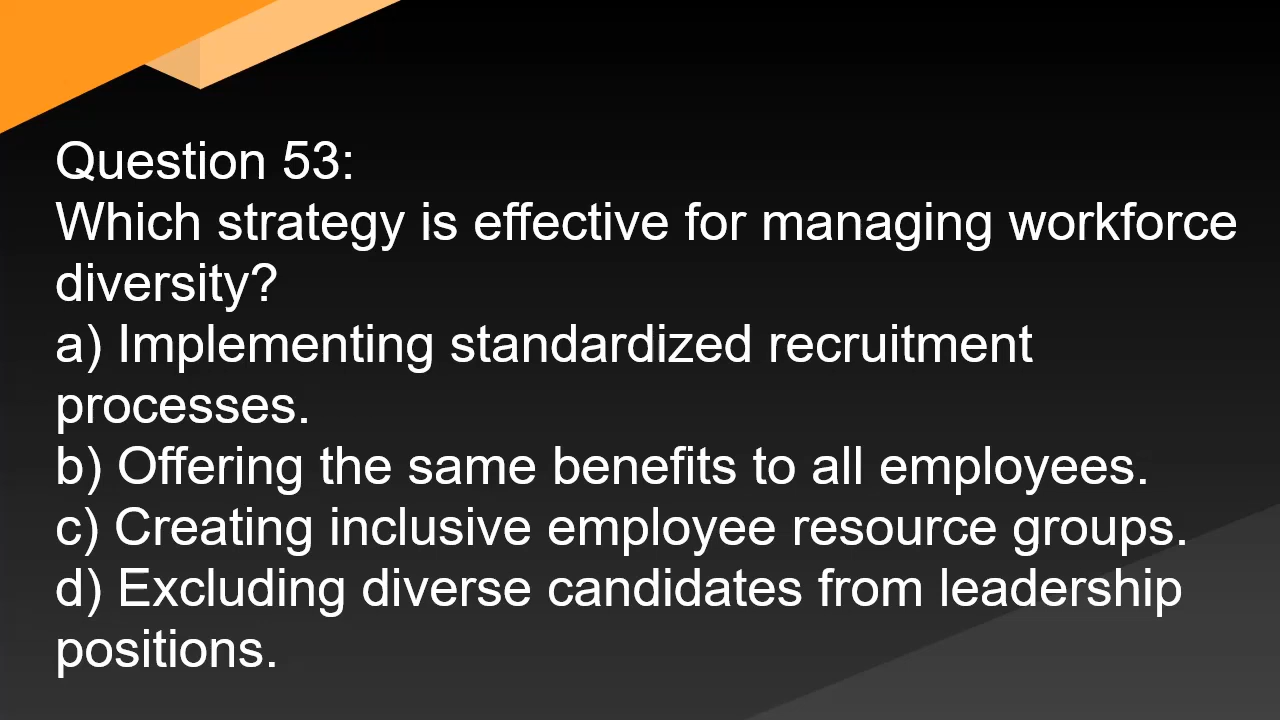 Question 53:
Which strategy is effective for managing workforce
diversity?
a) Implementing standardized recruitment
processes.
b) Offering the same benefits to all employees.
c) Creating inclusive employee resource groups.
d) Excluding diverse candidates from leadership
positions.